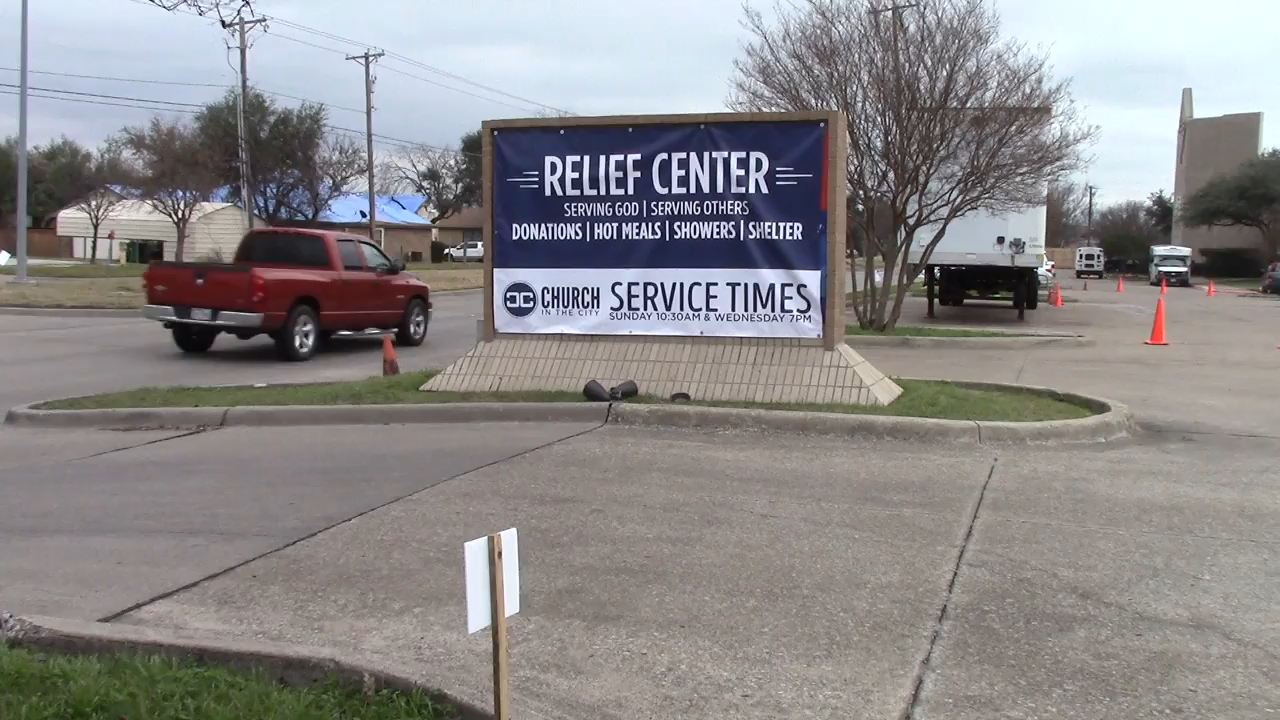 RELIEF CENTER
SERVING GOD | SERVING OTHERS
DONATIONS | HOT MEALS | SHOWERS | SHELTER
CHURCH
IN THE CITY
SERVICE TIMES
SUNDAY 10:30AM & WEDNESDAY 7PM